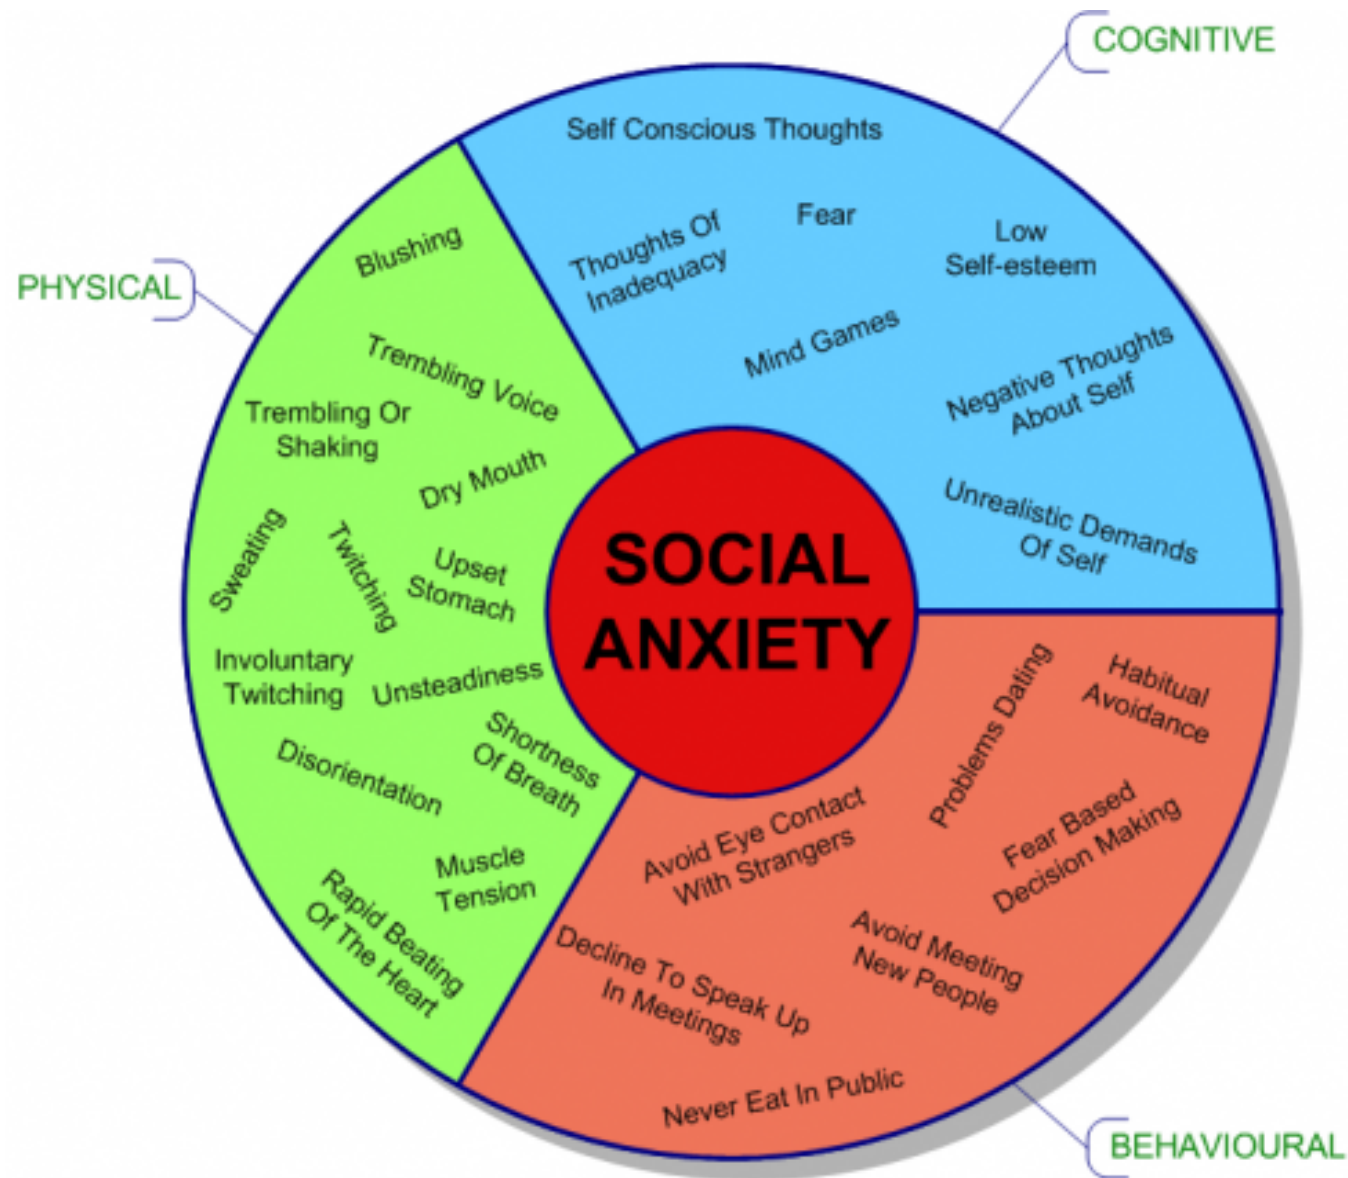 COGNITIVE
Self Conscious Thoughts
Fear
Thoughts Of
Inadequacy
Low
Self-esteem
Mind Games
Negative Thoughts
About Self
Unrealistic Demands
Of Self
PHYSICAL
Blushing
Trembling Voice
Trembling Or
Shaking
Dry Mouth
Sweating
Twitching
Upset
Stomach
Involuntary
Twitching
Unsteadiness
Shortness
Of Breath
Disorientation
Muscle
Tension
Rapid Beating
Of The Heart
SOCIAL
ANXIETY
Problems Dating
Habitual
Avoidance
Avoid Eye Contact
With Strangers
Fear Based
Decision Making
Avoid Meeting
New People
Decline To Speak Up
In Meetings
Never Eat In Public
BEHAVIOURAL